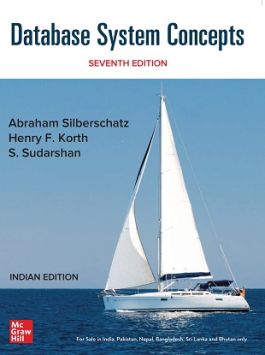 Database System Concepts
SEVENTH EDITION
Abraham Silberschatz
Henry F. Korth
S. Sudarshan
INDIAN EDITION
Mc
Graw
Hill
For Sale in India, Pakistan, Nepal, Bangladesh, Sri Lanka and Bhutan only